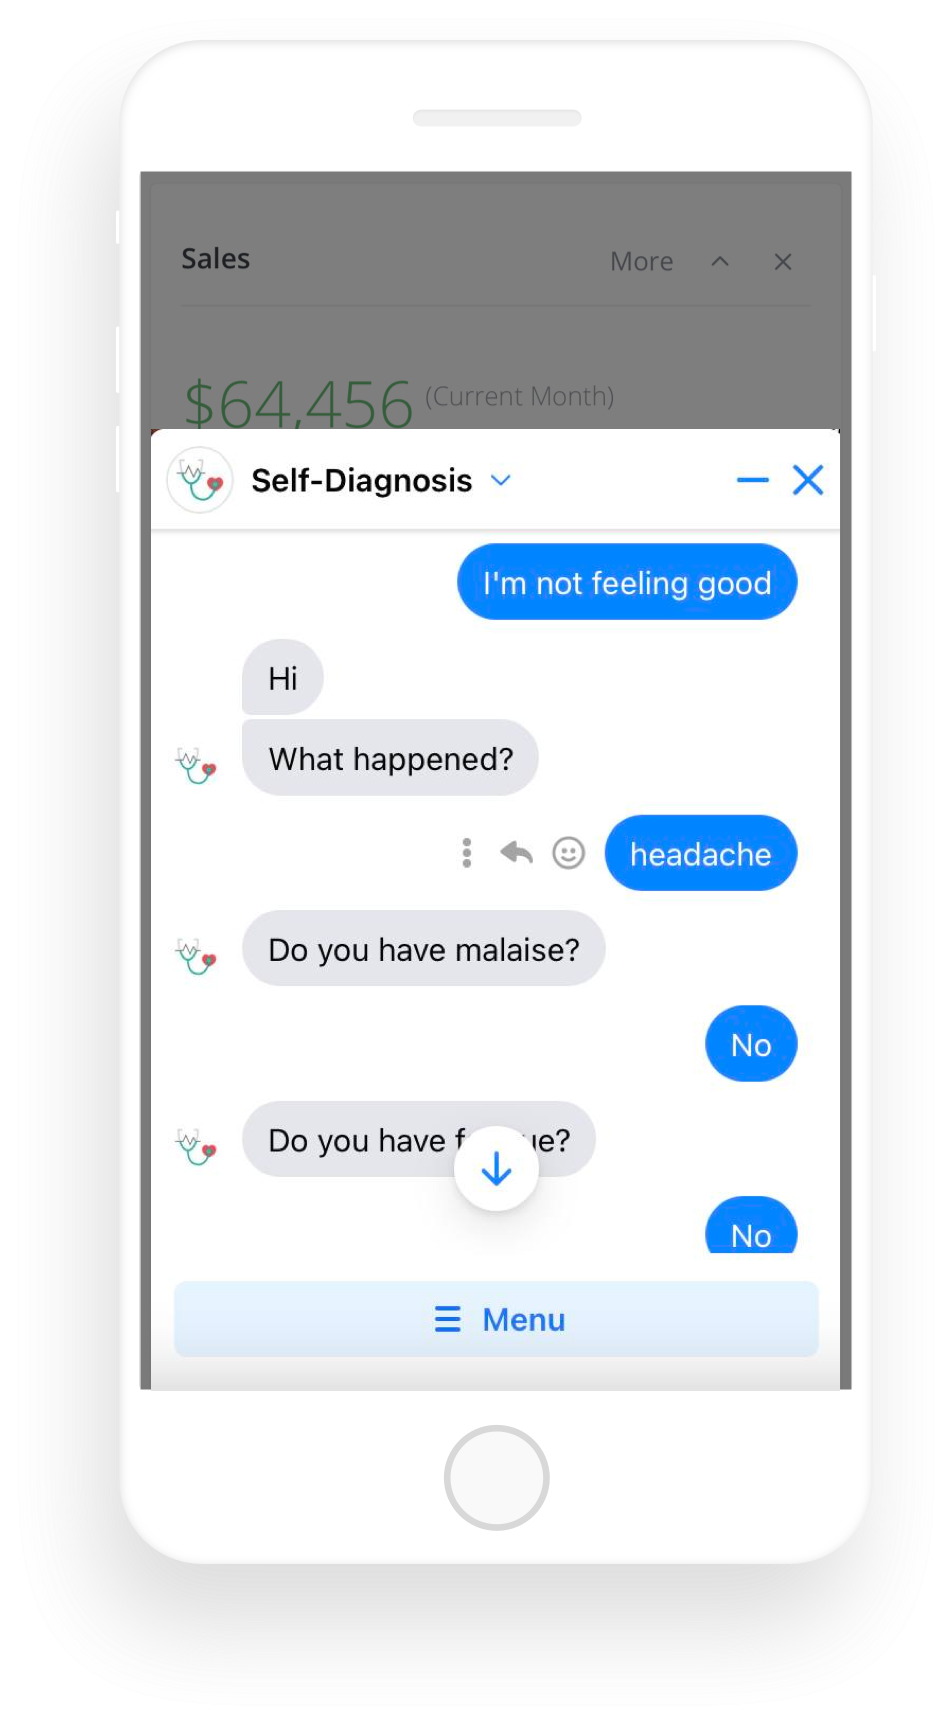 Sales
More
$64,456 (Current Month)
Self-Diagnosis
I'm not feeling good
Hi
What happened?
headache
Do you have malaise?
No
Do you have
No
Menu